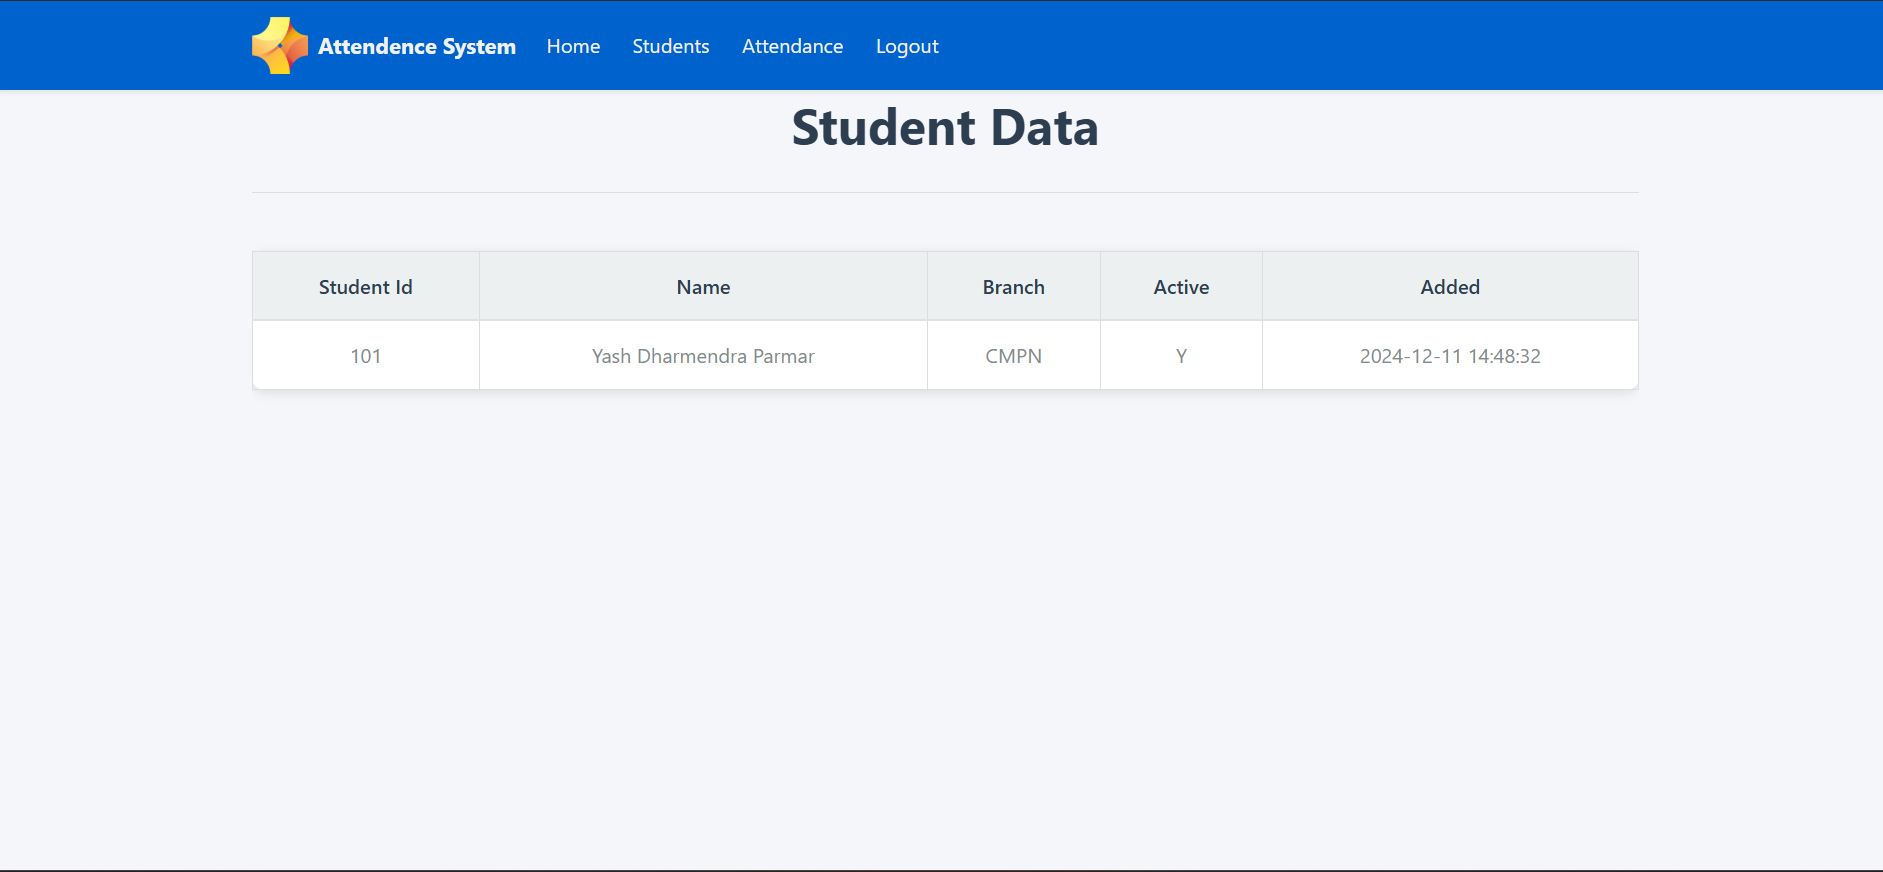 Attendence System Home Students Attendance Logout
Student Data
Student Id Name Branch Active Added
101 Yash Dharmendra Parmar CMPN Y 2024-12-11 14:48:32